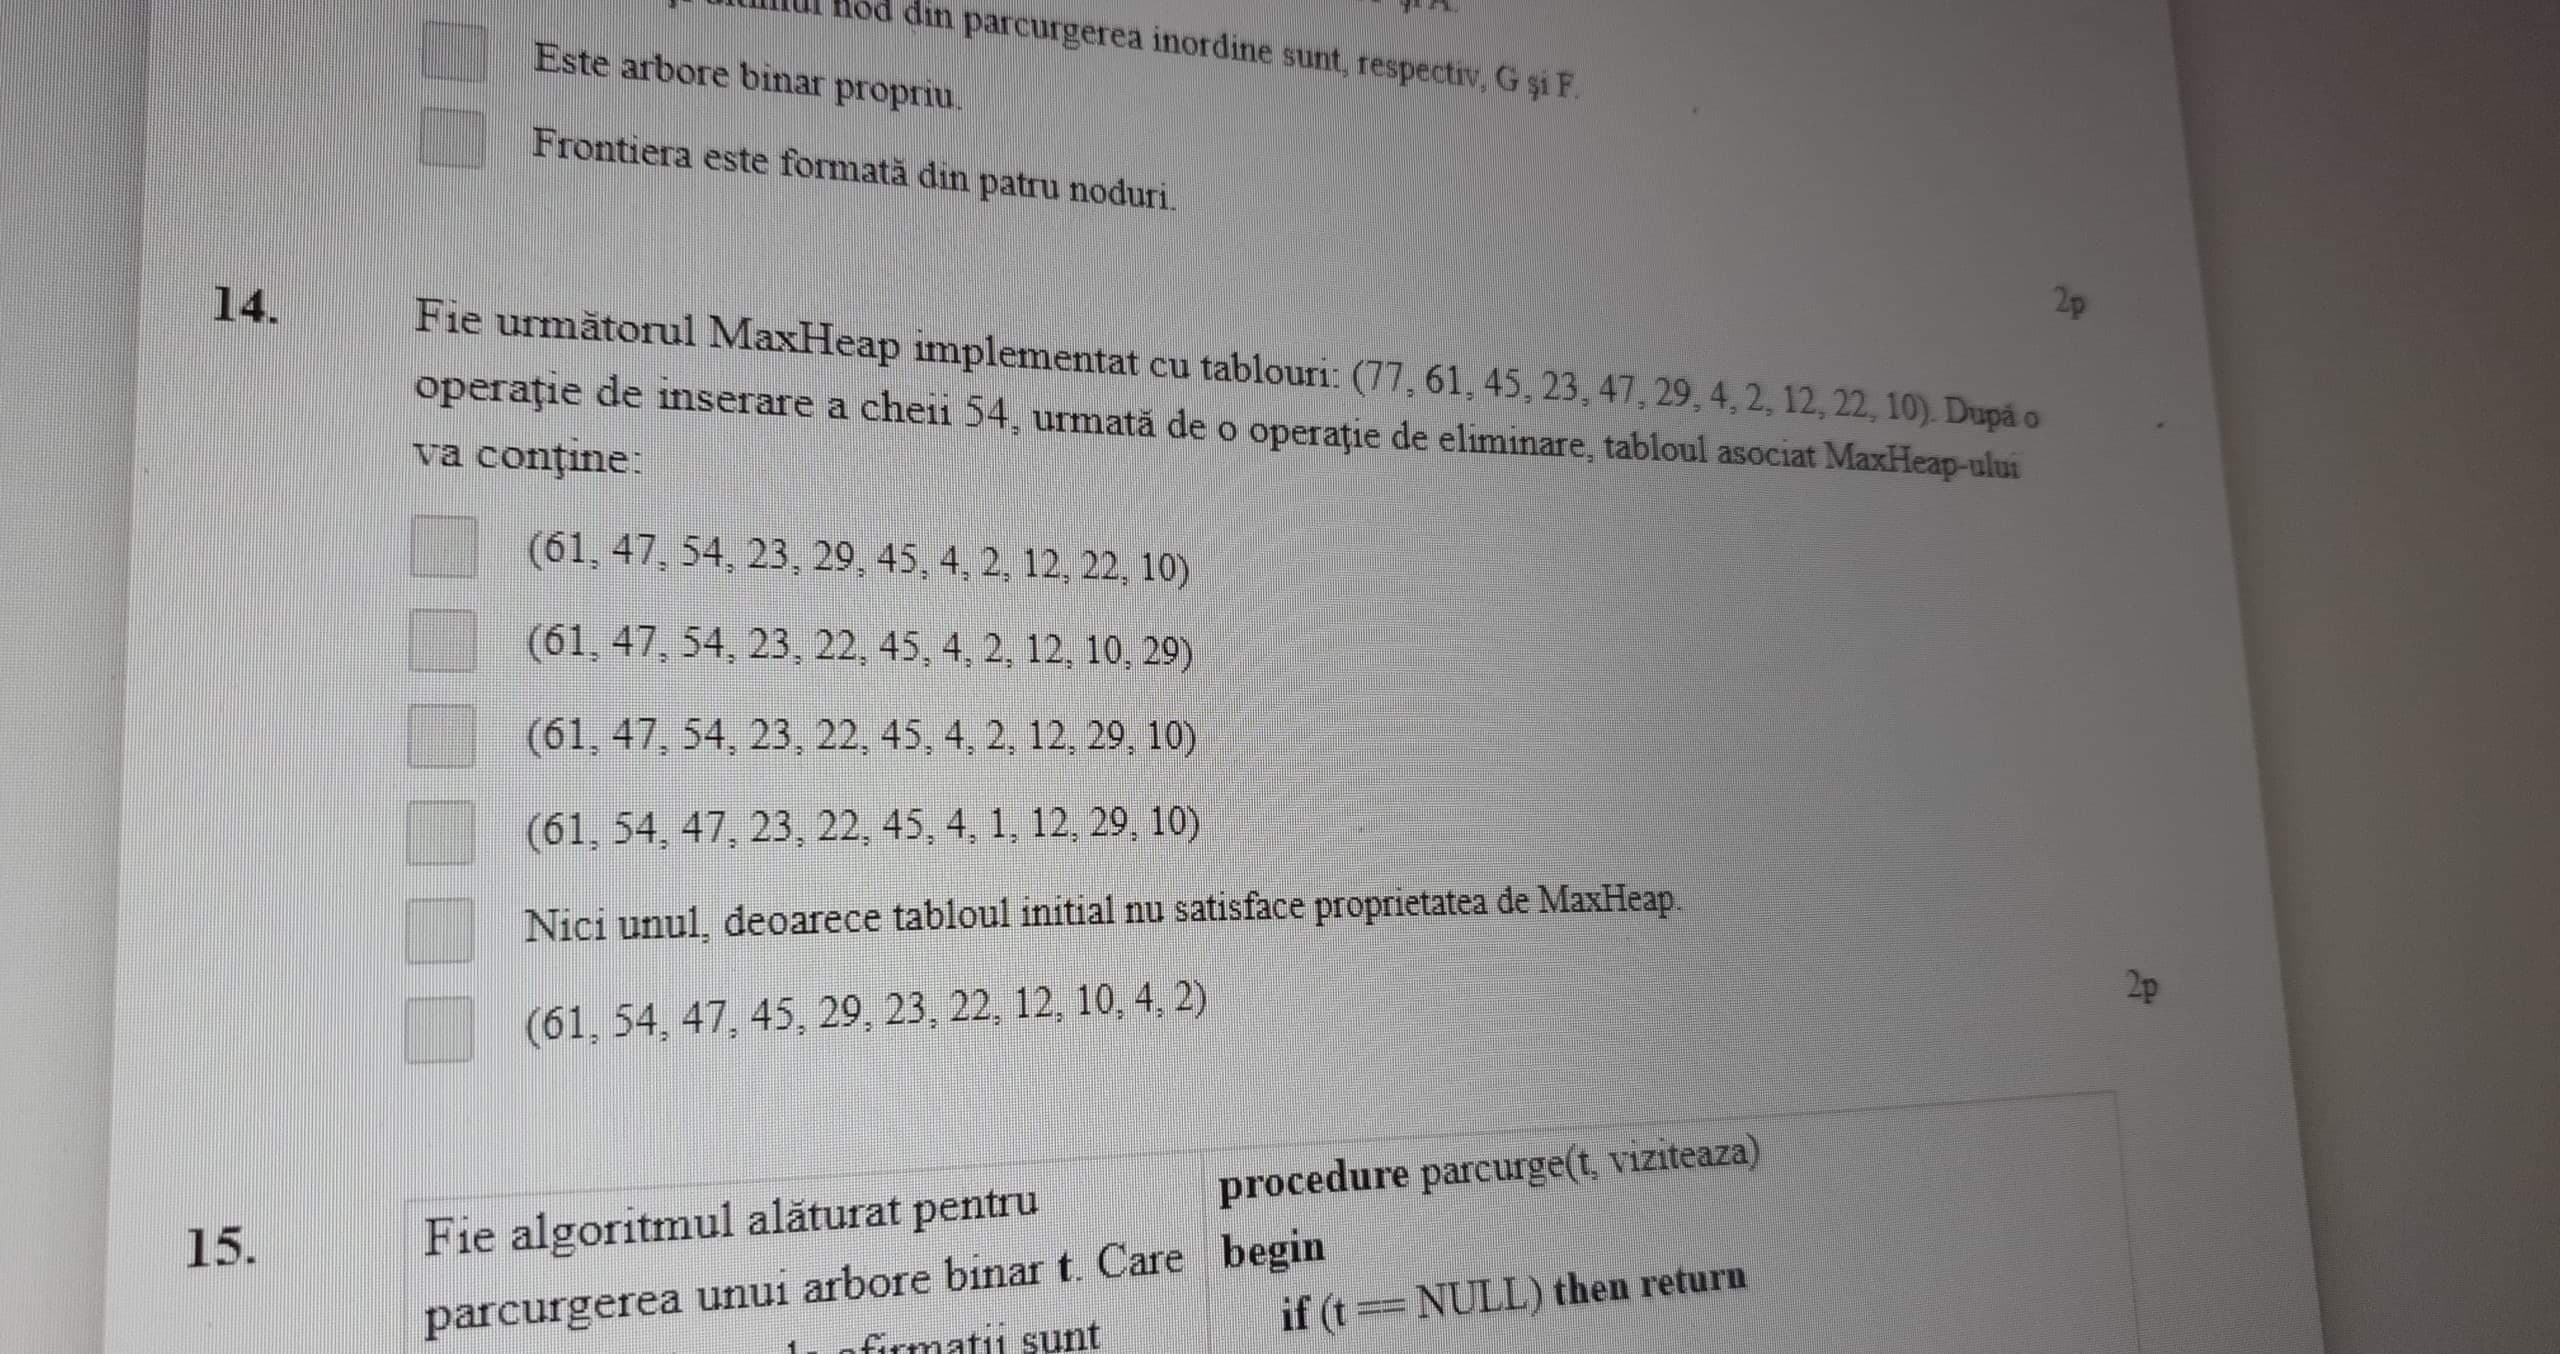 nod din parcurgerea inordine sunt, respectiv, G şi F.
Este arbore binar propriu.
Frontiera este formată din patru noduri.
2p
14. Fie următorul MaxHeap implementat cu tablouri: (77, 61, 45, 23, 47, 29, 4, 2, 12, 22, 10). După o
operaţie de inserare a cheii 54, urmată de o operaţie de eliminare, tabloul asociat MaxHeap-ului
va conţine:
(61, 47, 54, 23, 29, 45, 4, 2, 12, 22, 10)
(61, 47, 54, 23, 22, 45, 4, 2, 12, 10, 29)
(61, 47, 54, 23, 22, 45, 4, 2, 12, 29, 10)
(61, 54, 47, 23, 22, 45, 4, 1, 12, 29, 10)
Nici unul, deoarece tabloul initial nu satisface proprietatea de MaxHeap.
(61, 54, 47, 45, 29, 23, 22, 12, 10, 4, 2)
2p
15. Fie algoritmul alăturat pentru
parcurgerea unui arbore binar t. Care
afirmatii sunt
procedure parcurge(t, viziteaza)
begin
if (t == NULL) then return